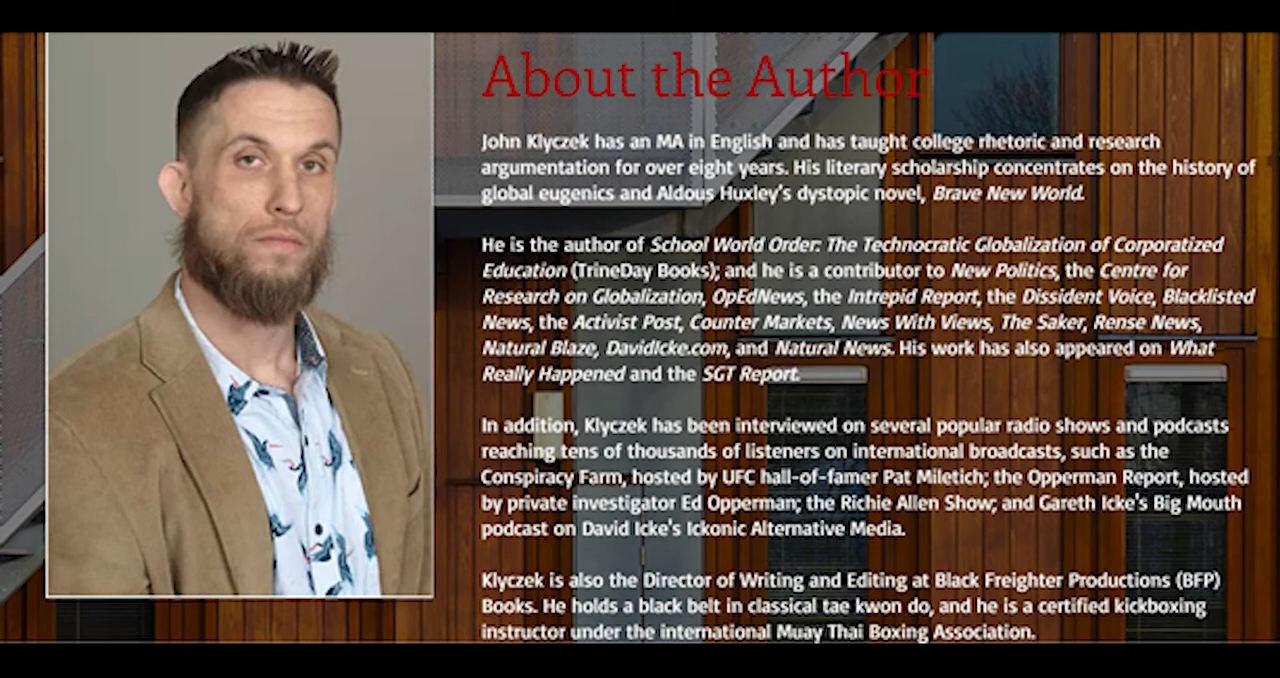 About the Author
John Klyczek has an MA in English and has taught college rhetoric and research
argumentation for over eight years. His literary scholarship concentrates on the history of
global eugenics and Aldous Huxley's dystopic novel, Brave New World.
He is the author of School World Order: The Technocratic Globalization of Corporatized
Education (TrineDay Books); and he is a contributor to New Politics, the Centre for
Research on Globalization, OpEdNews, the Intrepid Report, the Dissident Voice, Blacklisted
News, the Activist Post, Counter Markets, News With Views, The Saker, Rense News,
Natural Blaze, DavidIcke.com, and Natural News. His work has also appeared on What
Really Happened and the SGT Report.
In addition, Klyczek has been interviewed on several popular radio shows and podcasts
reaching tens of thousands of listeners on international broadcasts, such as the
Conspiracy Farm, hosted by UFC hall-of-famer Pat Miletich; the Opperman Report, hosted
by private investigator Ed Opperman; the Richie Allen Show; and Gareth Icke's Big Mouth
podcast on David Icke's Ickonic Alternative Media.
Klyczek is also the Director of Writing and Editing at Black Freighter Productions (BFP)
Books. He holds a black belt in classical tae kwon do, and he is a certified kickboxing
instructor under the international Muay Thai Boxing Association.